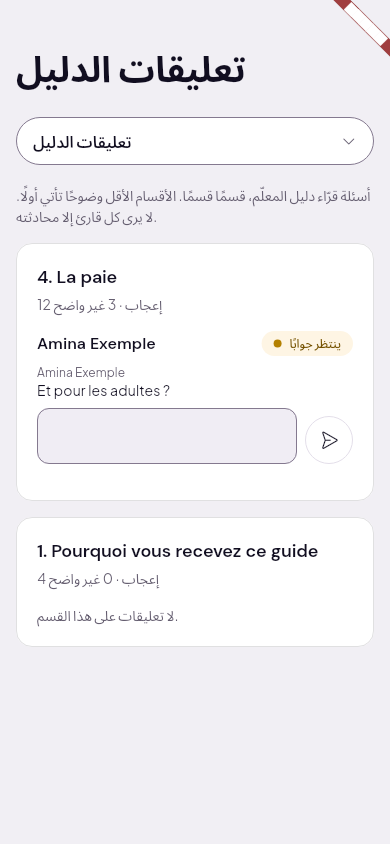 تعليقات الدليل
تعليقات الدليل
أسئلة قرّاء دليل المعلّم، قسمًا قسمًا. الأقسام الأقل وضوحًا تأتي أولًا.
لا يرى كل قارئ إلا محادثته.
4. La paie
12 إعجاب · 3 غير واضح
Amina Exemple
ينتظر جوابًا
Amina Exemple
Et pour les adultes ?
1. Pourquoi vous recevez ce guide
4 إعجاب · 0 غير واضح
لا تعليقات على هذا القسم.